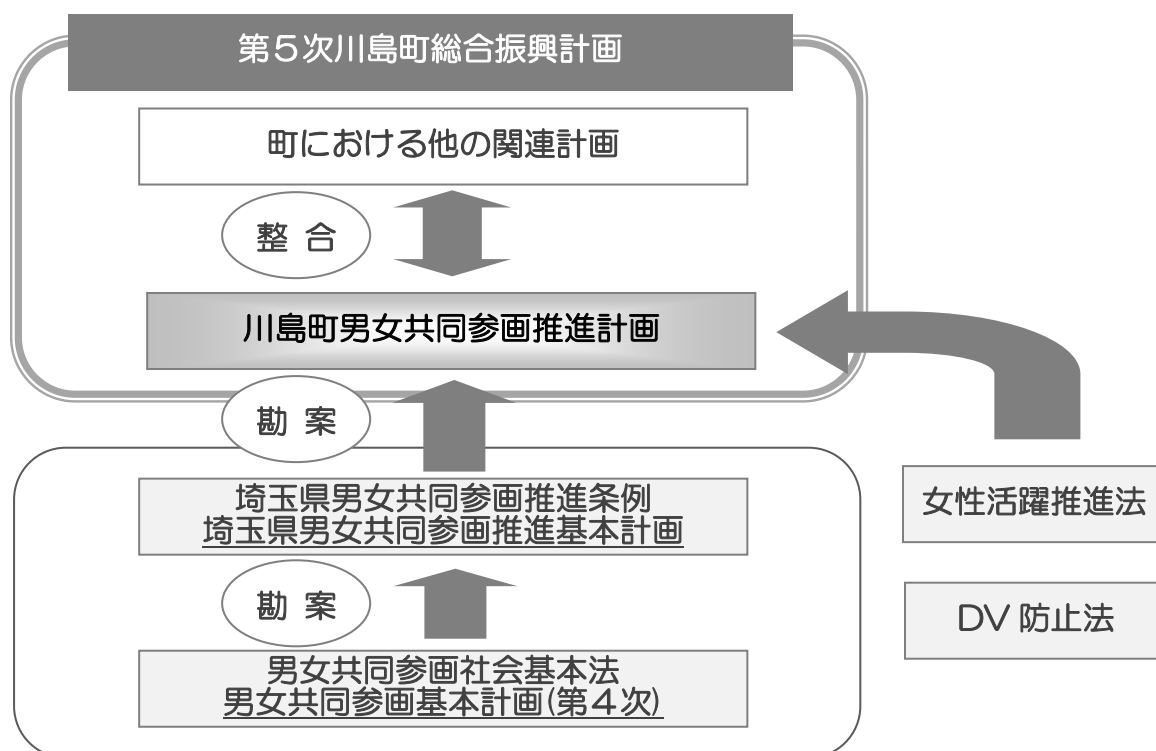 第５次川島町総合振興計画
町における他の関連計画
整 合
川島町男女共同参画推進計画
勘 案
埼玉県男女共同参画推進条例
埼玉県男女共同参画推進基本計画
女性活躍推進法
勘 案
DV 防止法
男女共同参画社会基本法
男女共同参画基本計画(第４次)